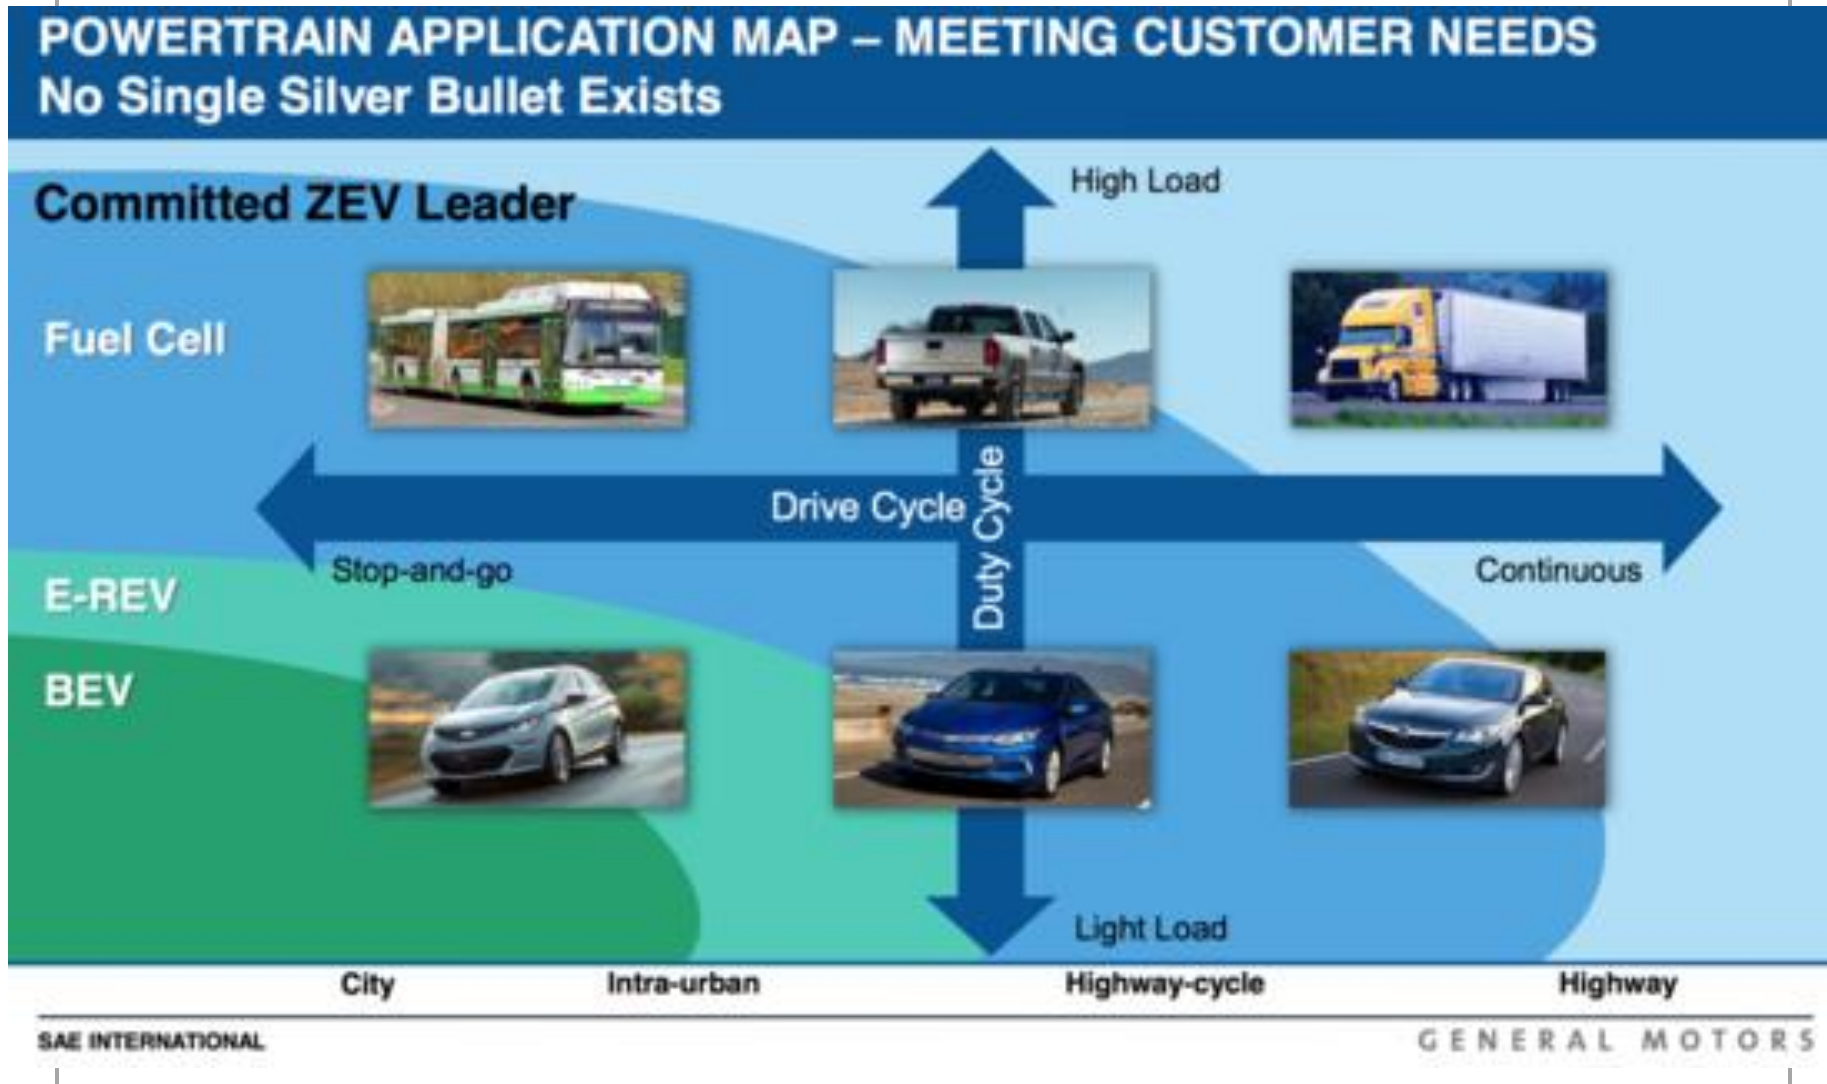 POWERTRAIN APPLICATION MAP – MEETING CUSTOMER NEEDS
No Single Silver Bullet Exists
Committed ZEV Leader
High Load
Fuel Cell
Drive Cycle
Duty Cycle
Stop-and-go
Continuous
E-REV
BEV
Light Load
City
Intra-urban
Highway-cycle
Highway
SAE INTERNATIONAL
GENERAL MOTORS